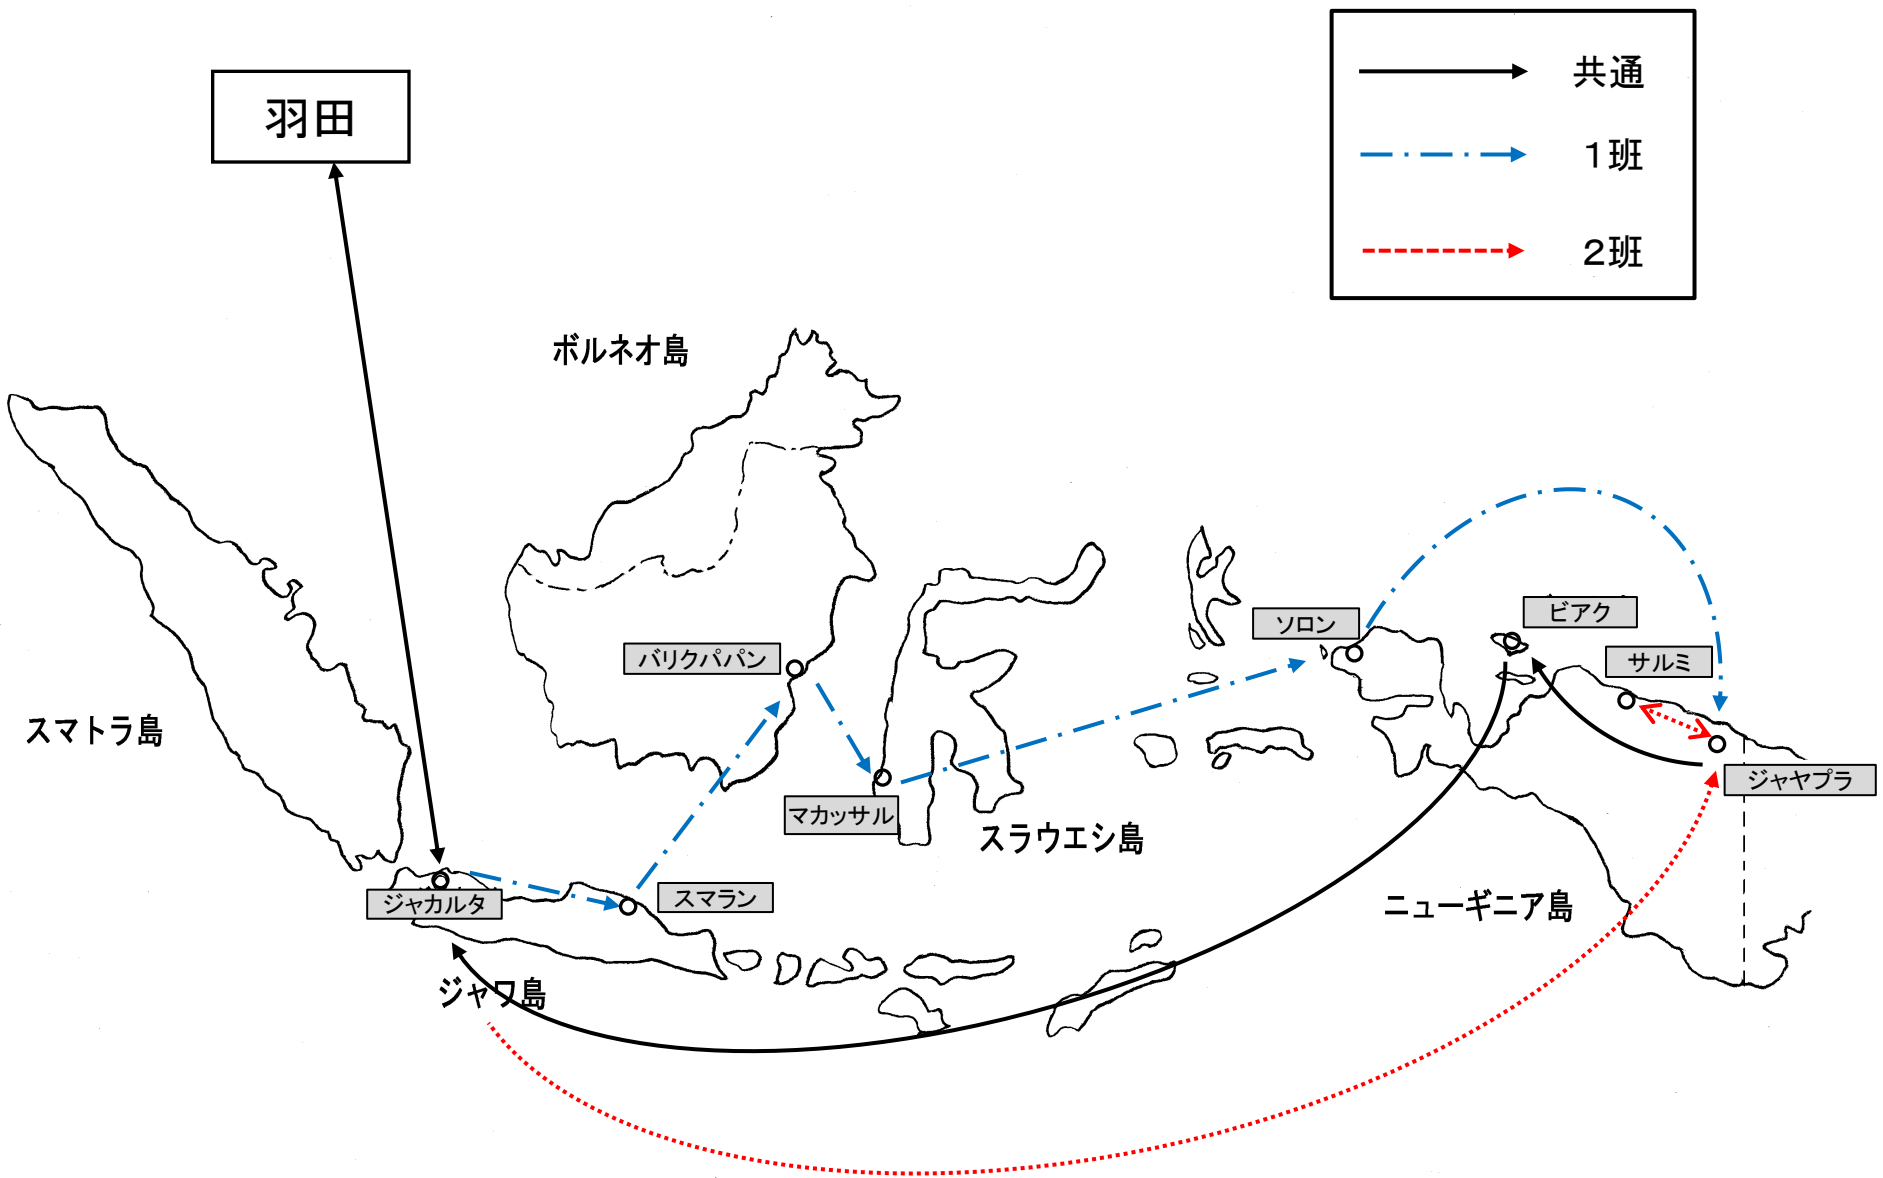 羽田
共通
１班
２班
ボルネオ島
ビアク
ソロン
サルミ
バリクパパン
スマトラ島
ジャヤプラ
マカッサル
スラウエシ島
スマラン
ジャカルタ
ニューギニア島
ジャワ島